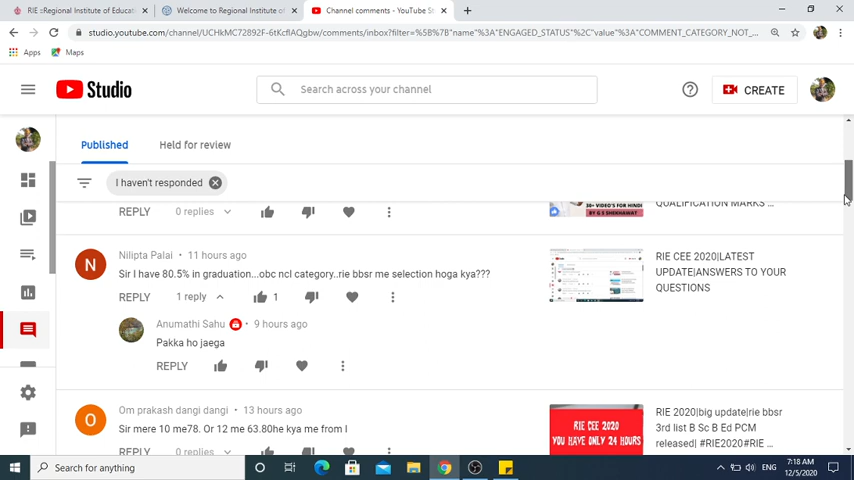 RIE ::Regional Institute of Educati
Welcome to Regional Institute of
Channel comments - YouTube St
studio.youtube.com/channel/UCHkMC72892F-6tKcflAQgbw/comments/inbox?filter=%5B%7B"name"%3A"ENGAGED_STATUS"%2C"value"%3A"COMMENT_CATEGORY_NOT_...
Apps
Maps
Studio
Search across your channel
CREATE
Published
Held for review
I haven't responded
REPLY 0 replies
30+ VIDEO'S FOR HINDI
BY G S SHEKHAWAT
QUALIFICATION MARKS ...
N
Nilipta Palai • 11 hours ago
Sir I have 80.5% in graduation...obc ncl category..rie bbsr me selection hoga kya???
REPLY 1 reply 1
RIE CEE 2020|LATEST
UPDATE|ANSWERS TO YOUR
QUESTIONS
Anumathi Sahu • 9 hours ago
Pakka ho jaega
REPLY
O
Om prakash dangi dangi • 13 hours ago
Sir mere 10 me78. Or 12 me 63.80he kya me from l
REPLY 0 replies
RIE CEE 2020
YOU HAVE ONLY 24 HOURS
RIE 2020|big update|rie bbsr
3rd list B Sc B Ed PCM
released| #RIE2020#RIE ...
Search for anything
ENG
7:18 AM
12/5/2020